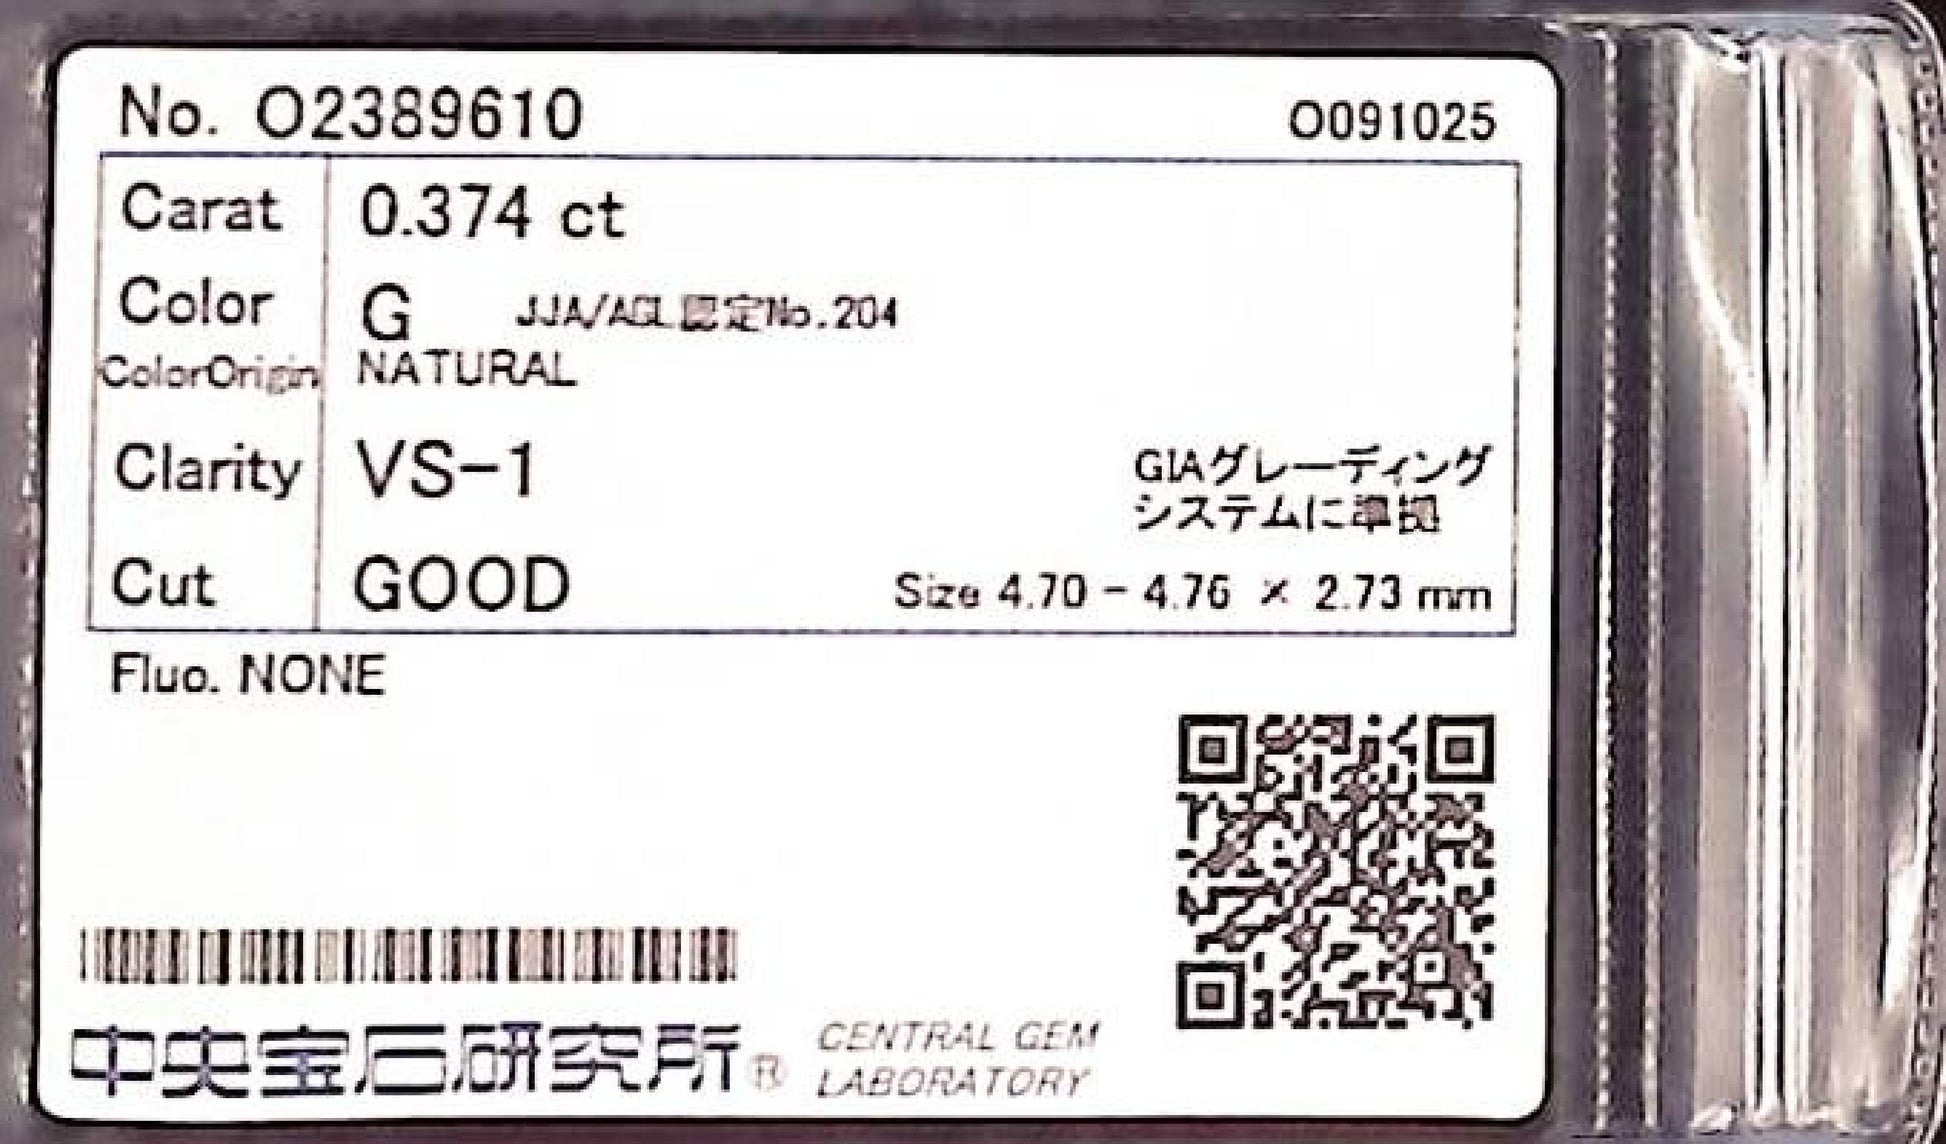 No. O2389610 O091025
Carat 0.374 ct
Color G JJA/AGL認定No.204
ColorOrigin NATURAL
Clarity VS-1 GIAグレーディング
システムに準拠
Cut GOOD Size 4.70 - 4.76 × 2.73 mm
Fluo. NONE
中央宝石研究所® CENTRAL GEM
LABORATORY